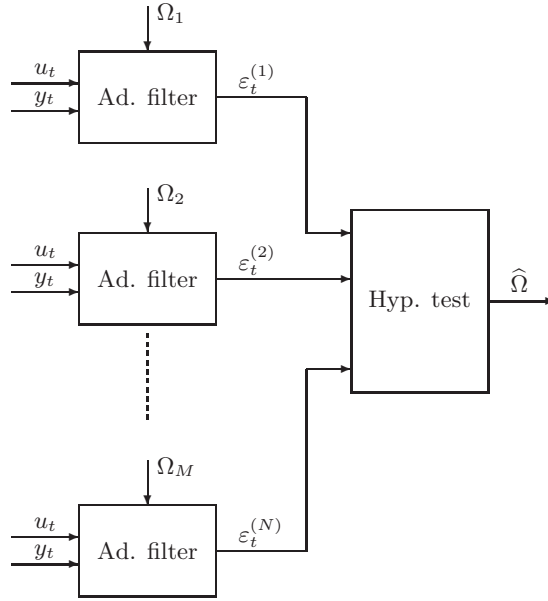 Ω₁
u_t
y_t
Ad. filter
ε_t^{(1)}
Ω₂
u_t
y_t
Ad. filter
ε_t^{(2)}
Hyp. test
Ω̂
Ω_M
u_t
y_t
Ad. filter
ε_t^{(N)}